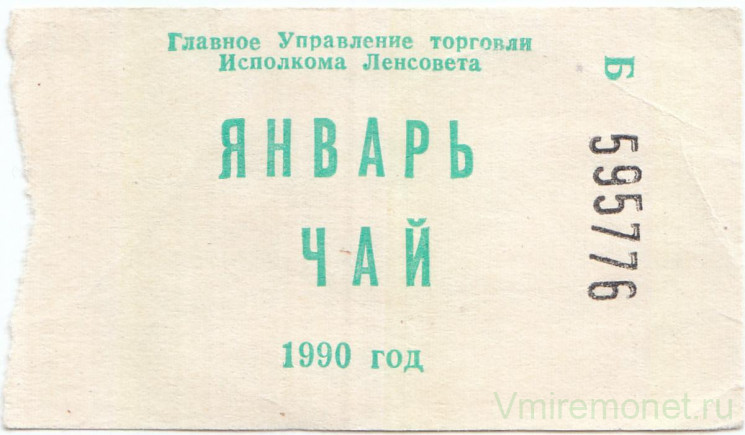 Главное Управление торговли
Исполкома Ленсовета
ЯНВАРЬ
ЧАЙ
1990 год
Б 595776
Vmiremonet.ru